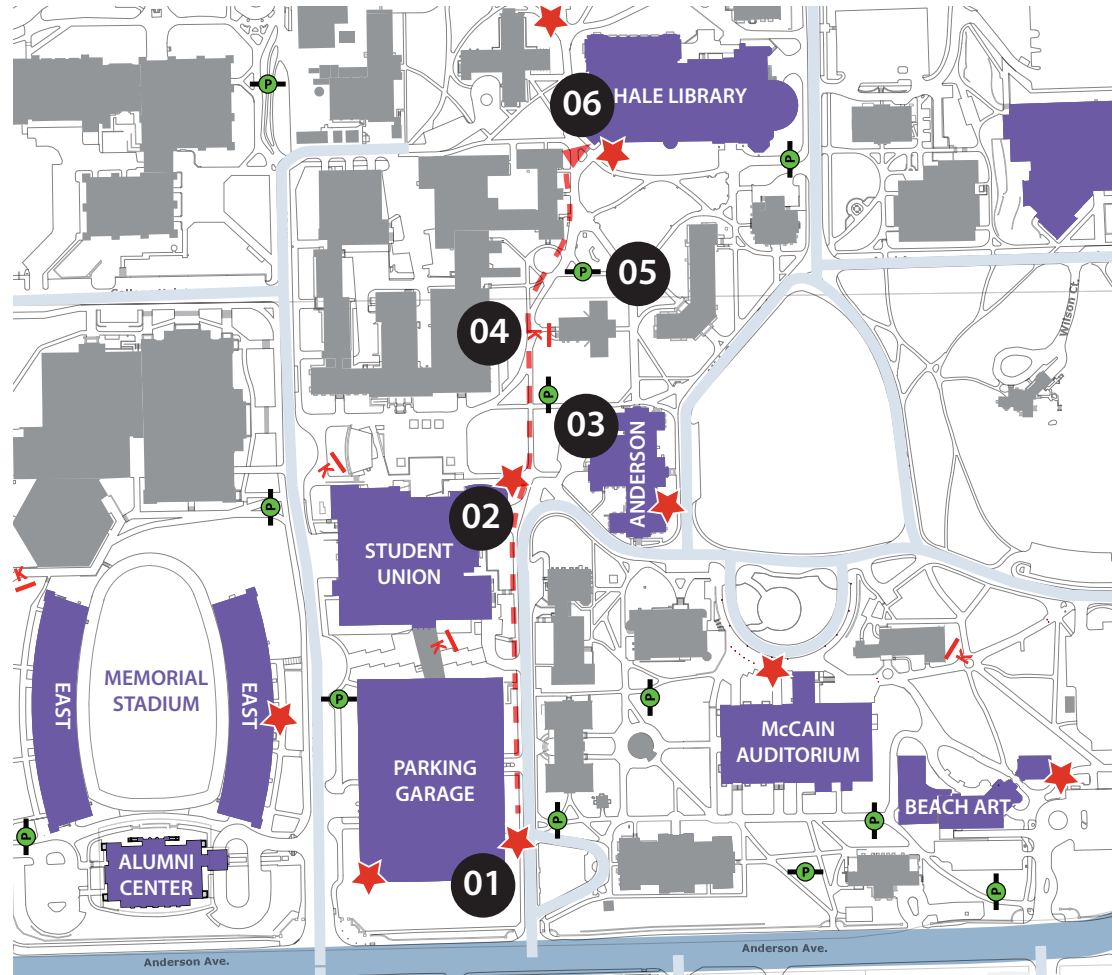 06
HALE LIBRARY
P
P
05
P
Wilson Ct.
04
K
P
03
ANDERSON
K
P
02
STUDENT
UNION
K
K
K
MEMORIAL
STADIUM
EAST
EAST
P
P
McCAIN
AUDITORIUM
PARKING
GARAGE
BEACH ART
P
P
P
ALUMNI
CENTER
01
P
P
Anderson Ave.
Anderson Ave.